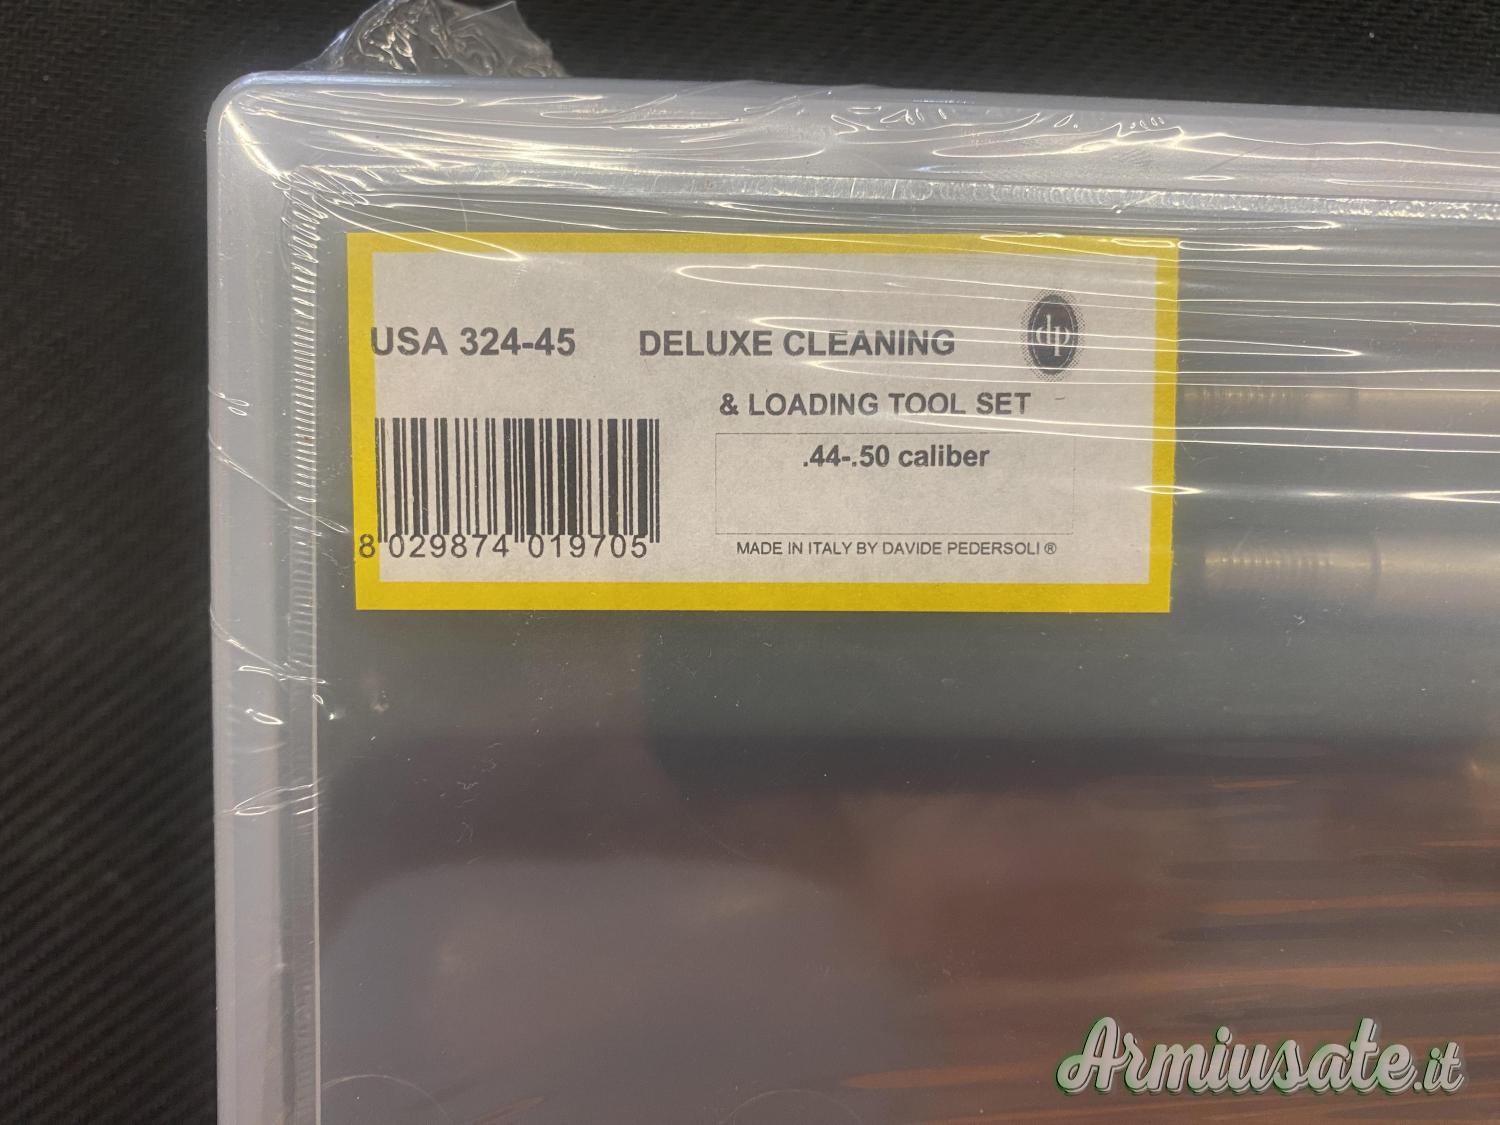 USA 324-45 DELUXE CLEANING
dp
& LOADING TOOL SET
.44-.50 caliber
8 029874 019705
MADE IN ITALY BY DAVIDE PEDERSOLI ®
Armiusate.it